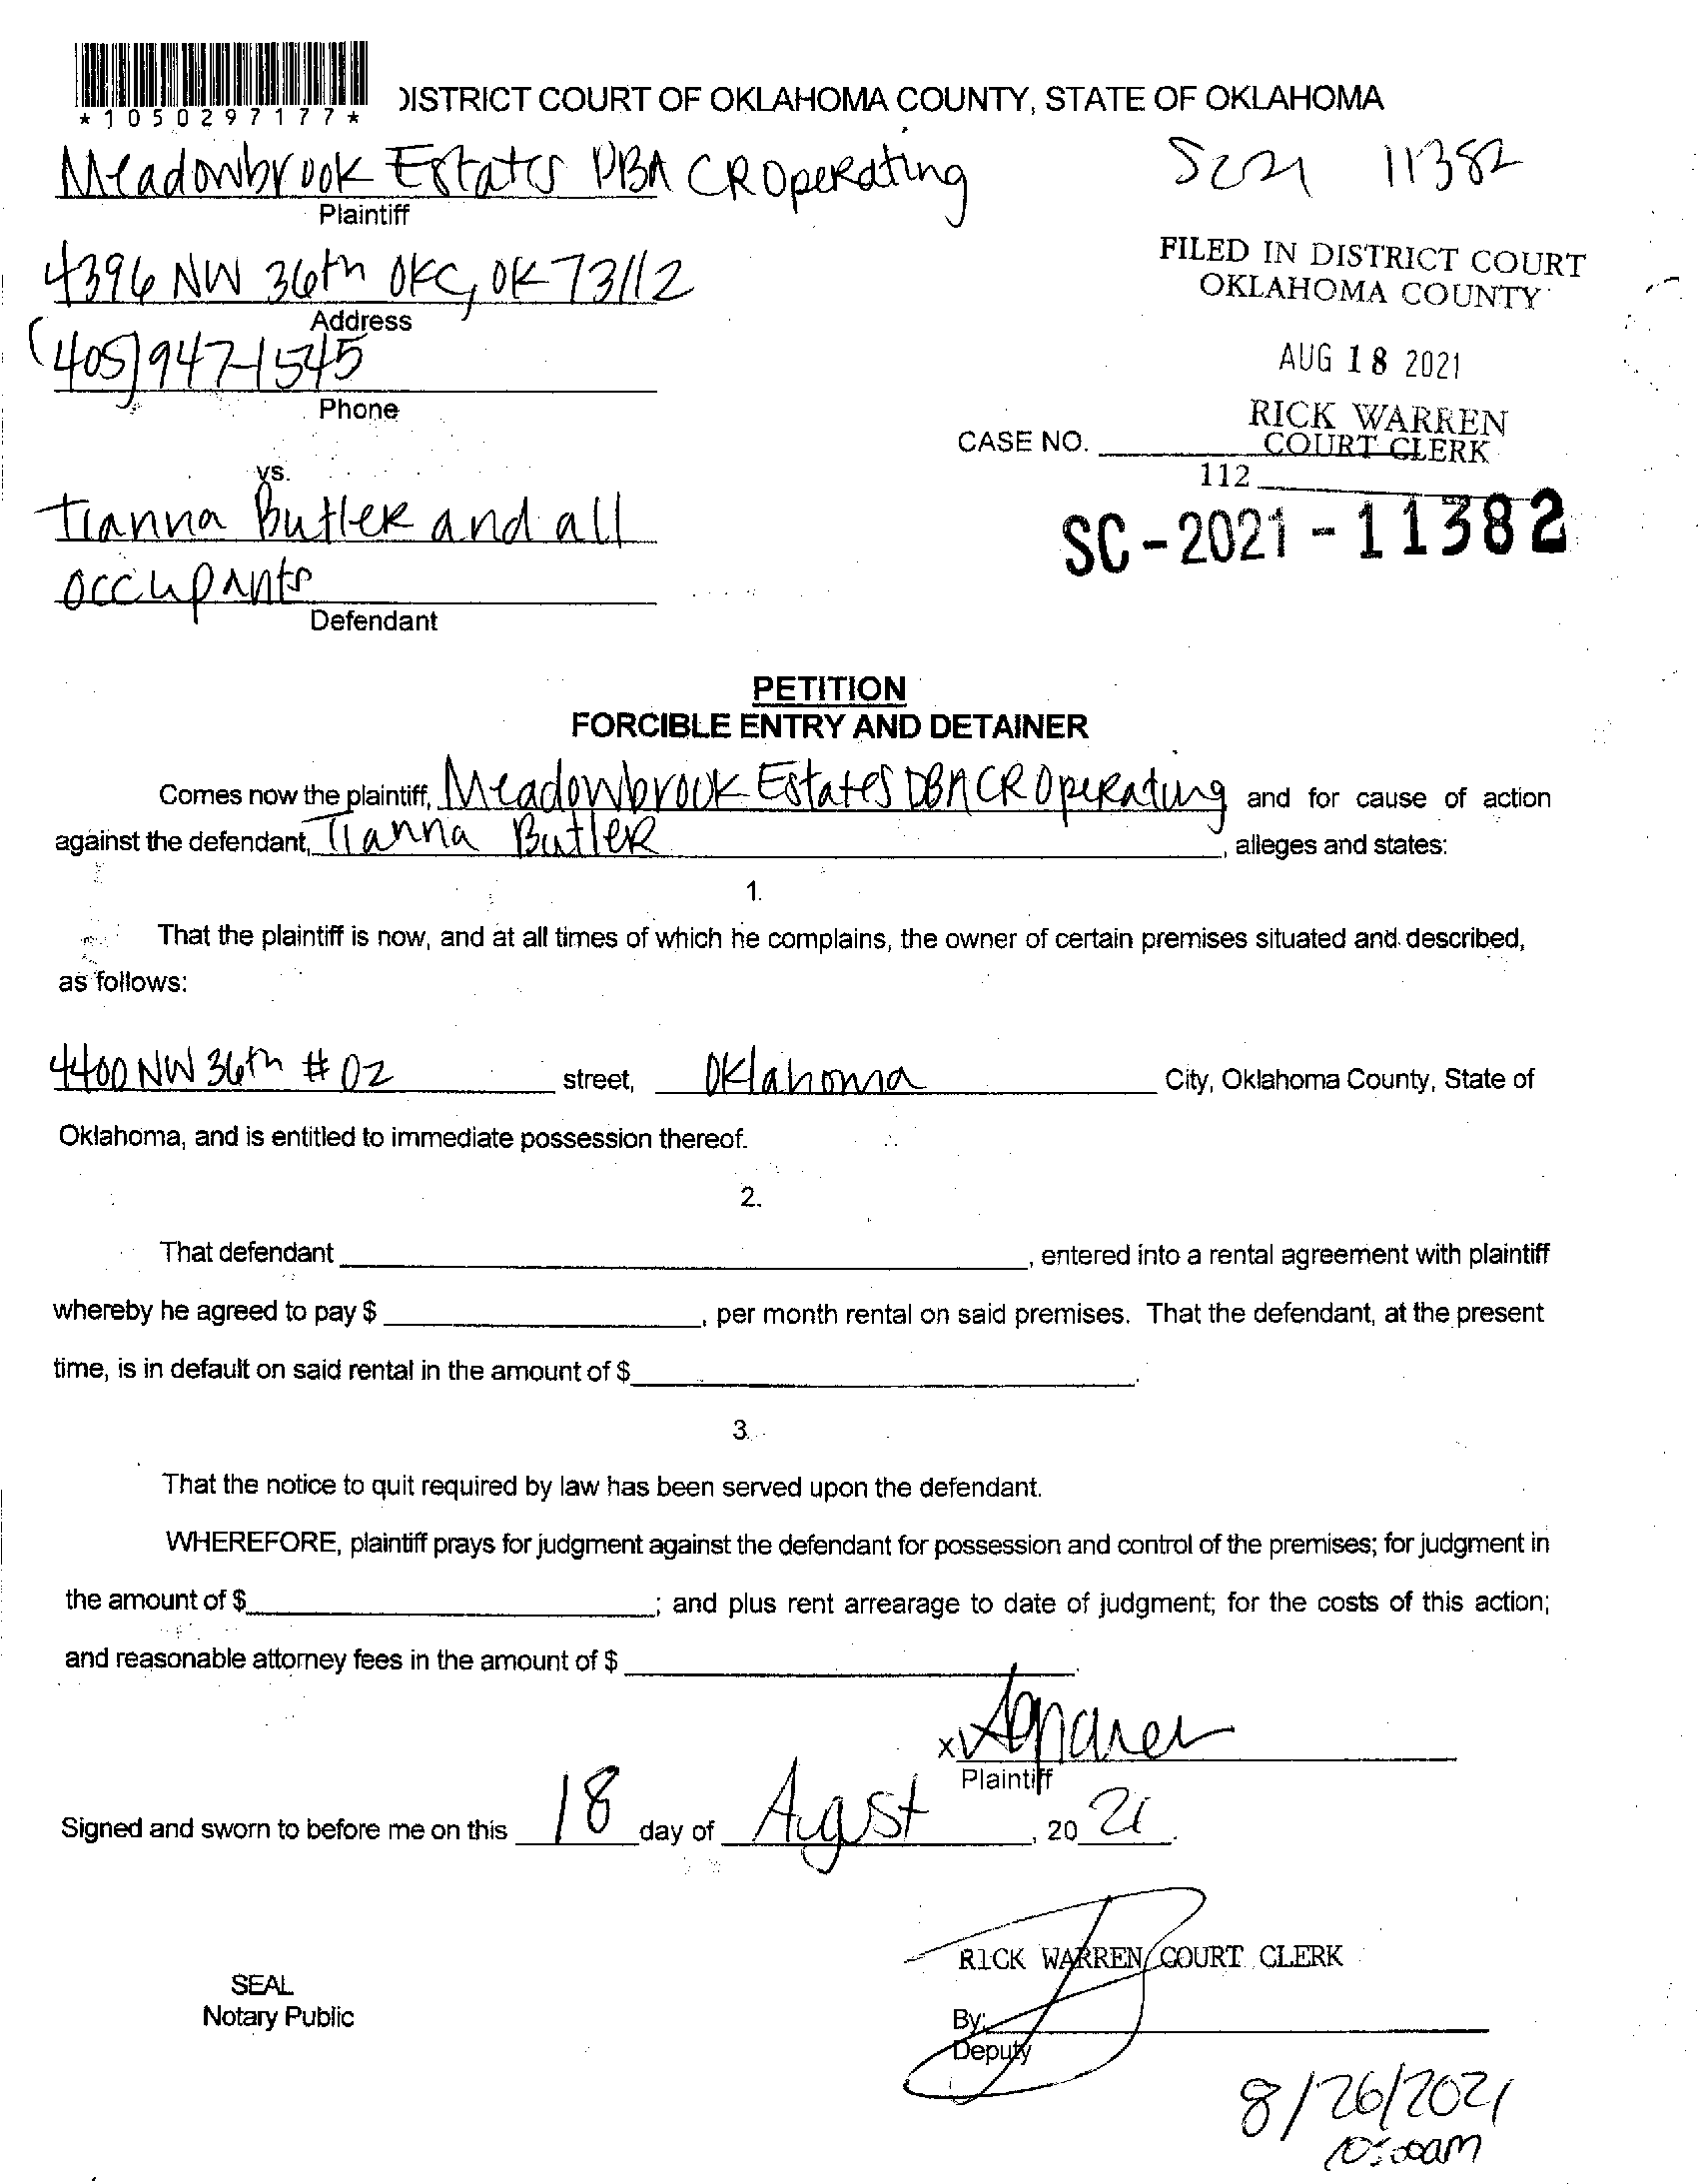 *1050297177*
DISTRICT COURT OF OKLAHOMA COUNTY, STATE OF OKLAHOMA
Meadowbrook Estates DBA CR Operating
SC21 11382
Plaintiff
4396 NW 36th OKC, OK 73112
Address
(405) 947-1545
Phone
FILED IN DISTRICT COURT
OKLAHOMA COUNTY
AUG 18 2021
RICK WARREN
COURT CLERK
CASE NO.
112
SC-2021-11382
vs.
Tianna Butler and all
occupants
Defendant
PETITION
FORCIBLE ENTRY AND DETAINER
Comes now the plaintiff, Meadowbrook Estates DBA CR Operating and for cause of action
against the defendant, Tianna Butler, alleges and states:
1.
That the plaintiff is now, and at all times of which he complains, the owner of certain premises situated and described,
as follows:
4400 NW 36th # 02 street, Oklahoma City, Oklahoma County, State of
Oklahoma, and is entitled to immediate possession thereof.
2.
That defendant , entered into a rental agreement with plaintiff
whereby he agreed to pay $ , per month rental on said premises. That the defendant, at the present
time, is in default on said rental in the amount of $ .
3.
That the notice to quit required by law has been served upon the defendant.
WHEREFORE, plaintiff prays for judgment against the defendant for possession and control of the premises; for judgment in
the amount of $ ; and plus rent arrearage to date of judgment; for the costs of this action;
and reasonable attorney fees in the amount of $ .
x
Plaintiff
Signed and sworn to before me on this 18 day of Augst, 20 21.
RICK WARREN, COURT CLERK
SEAL
Notary Public
By:
Deputy
8/26/2021
10:00am